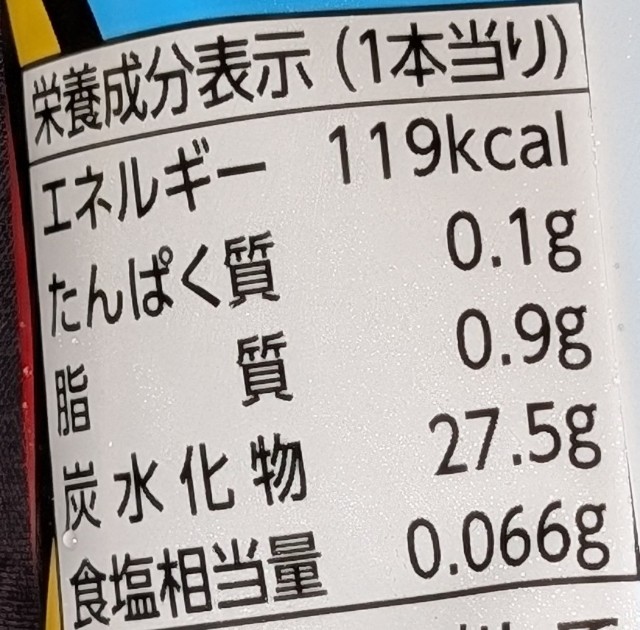 栄養成分表示(1本当り)
エネルギー 119kcal
たんぱく質 0.1g
脂質 0.9g
炭水化物 27.5g
食塩相当量 0.066g